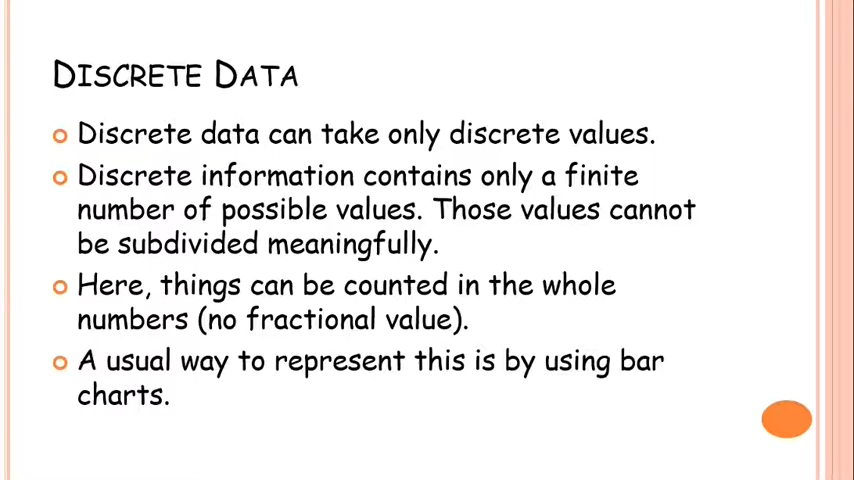 DISCRETE DATA
Discrete data can take only discrete values.
Discrete information contains only a finite
number of possible values. Those values cannot
be subdivided meaningfully.
Here, things can be counted in the whole
numbers (no fractional value).
A usual way to represent this is by using bar
charts.